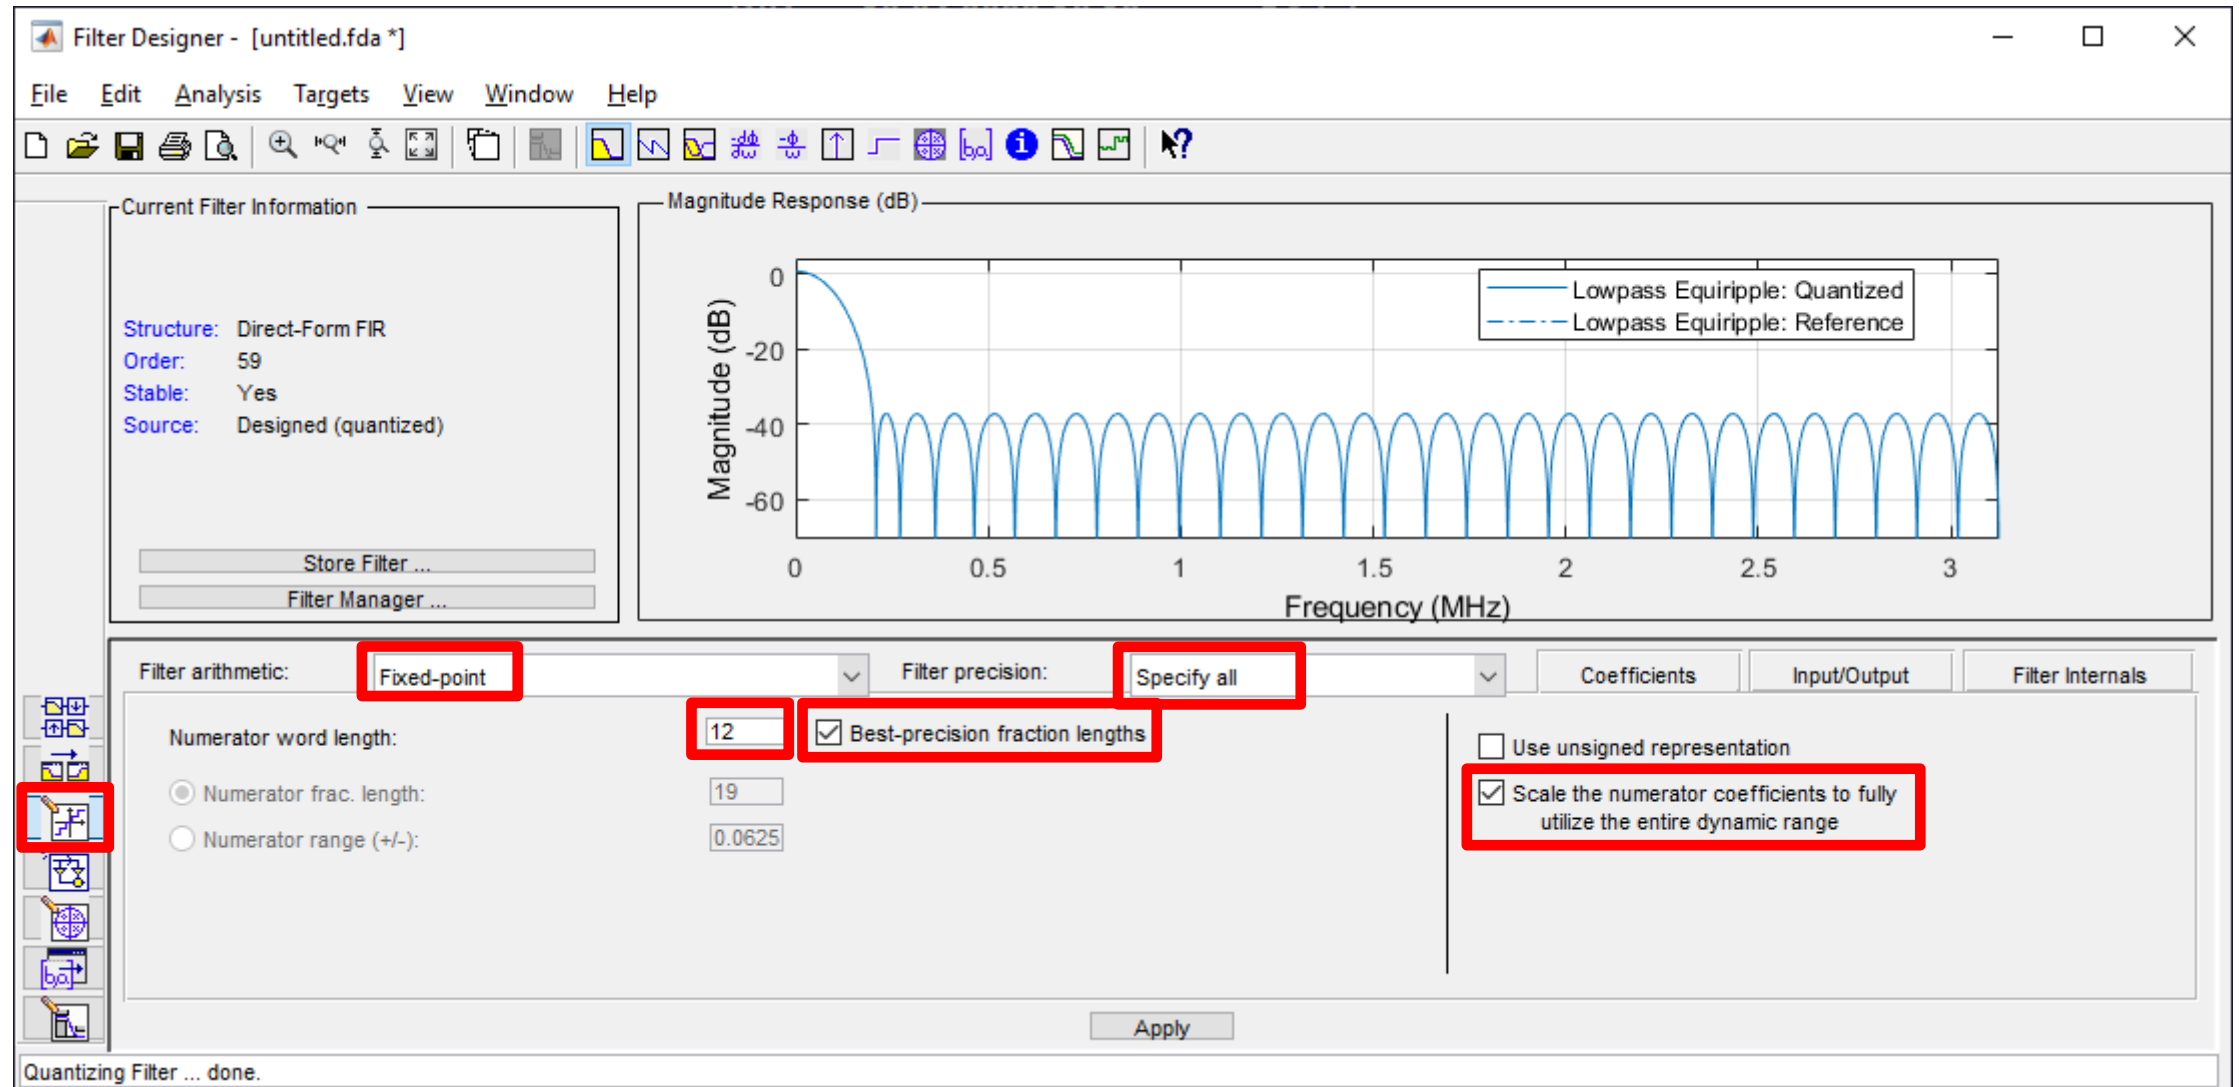 Filter Designer - [untitled.fda *]
File Edit Analysis Targets View Window Help
Current Filter Information
Structure: Direct-Form FIR
Order: 59
Stable: Yes
Source: Designed (quantized)
Store Filter ...
Filter Manager ...
Magnitude Response (dB)
Magnitude (dB)
0
-20
-40
-60
Lowpass Equiripple: Quantized
Lowpass Equiripple: Reference
0 0.5 1 1.5 2 2.5 3
Frequency (MHz)
Filter arithmetic: Fixed-point Filter precision: Specify all Coefficients Input/Output Filter Internals
Numerator word length: 12 Best-precision fraction lengths
Numerator frac. length: 19
Numerator range (+/-): 0.0625
Use unsigned representation
Scale the numerator coefficients to fully
utilize the entire dynamic range
Apply
Quantizing Filter ... done.